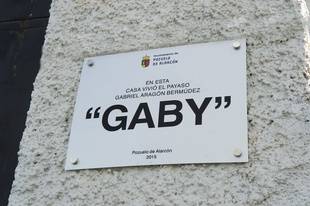 Ayuntamiento de
POZUELO
DE ALARCÓN
EN ESTA
CASA VIVIÓ EL PAYASO
GABRIEL ARAGÓN BERMÚDEZ
“GABY”
Pozuelo de Alarcón
2015